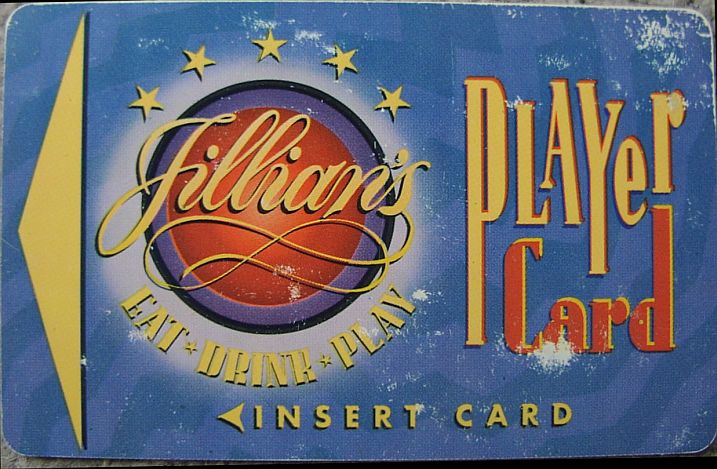 Jillian's
EAT ★ DRINK ★ PLAY
PLAYer
Card
INSERT CARD